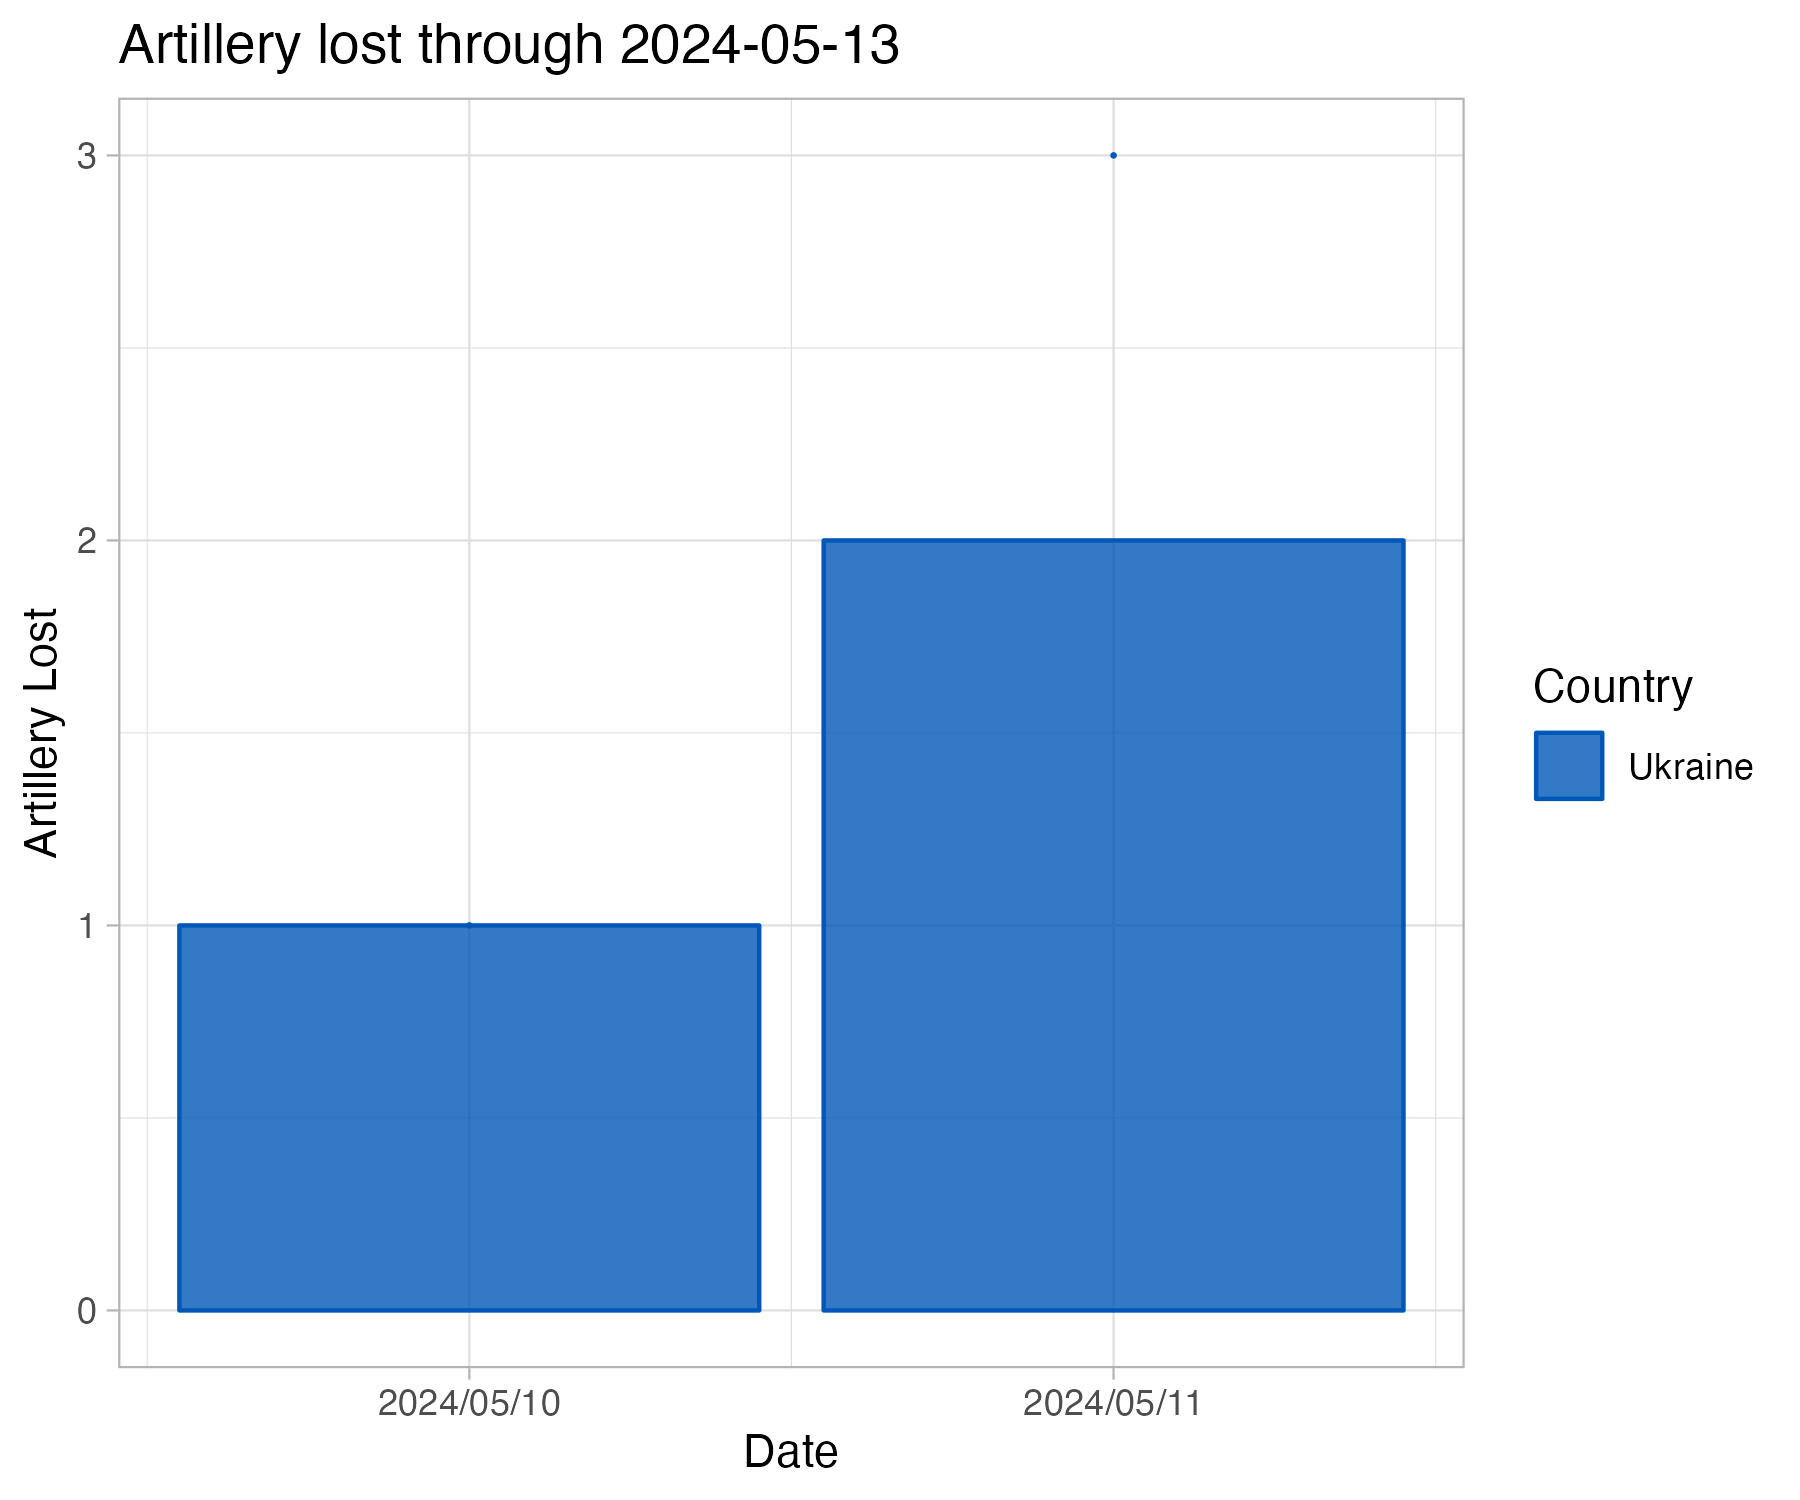 Artillery lost through 2024-05-13
3
2
1
0
Artillery Lost
2024/05/10
2024/05/11
Date
Country
Ukraine